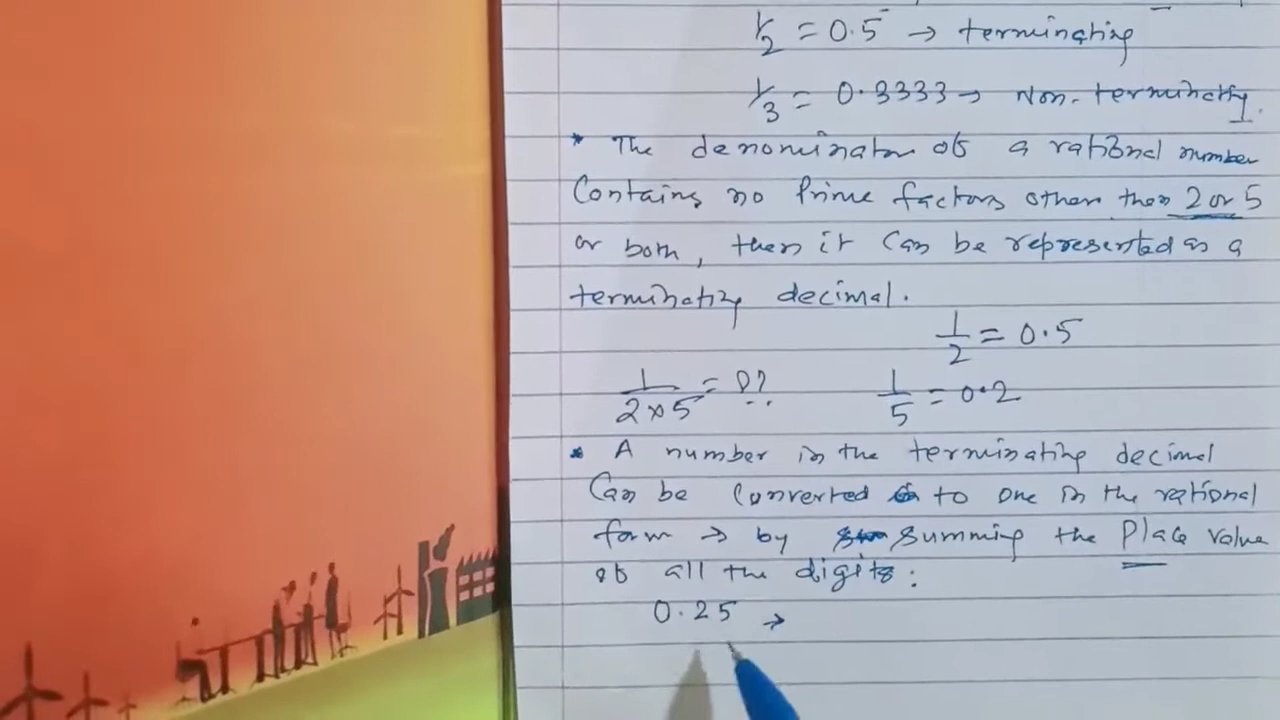 1/2 = 0.5 → terminating
1/3 = 0.3333 → Non-terminating.
* The denominator of a rational number
Contains no Prime factors other than 2 or 5
or both, then it Can be represented as a
terminating decimal.
1/2 = 0.5
1/2×5 = ?? 1/5 = 0.2
* A number in the terminating decimal
Can be Converted to one in the rational
form → by summing the Place value
of all the digits:
0.25 →